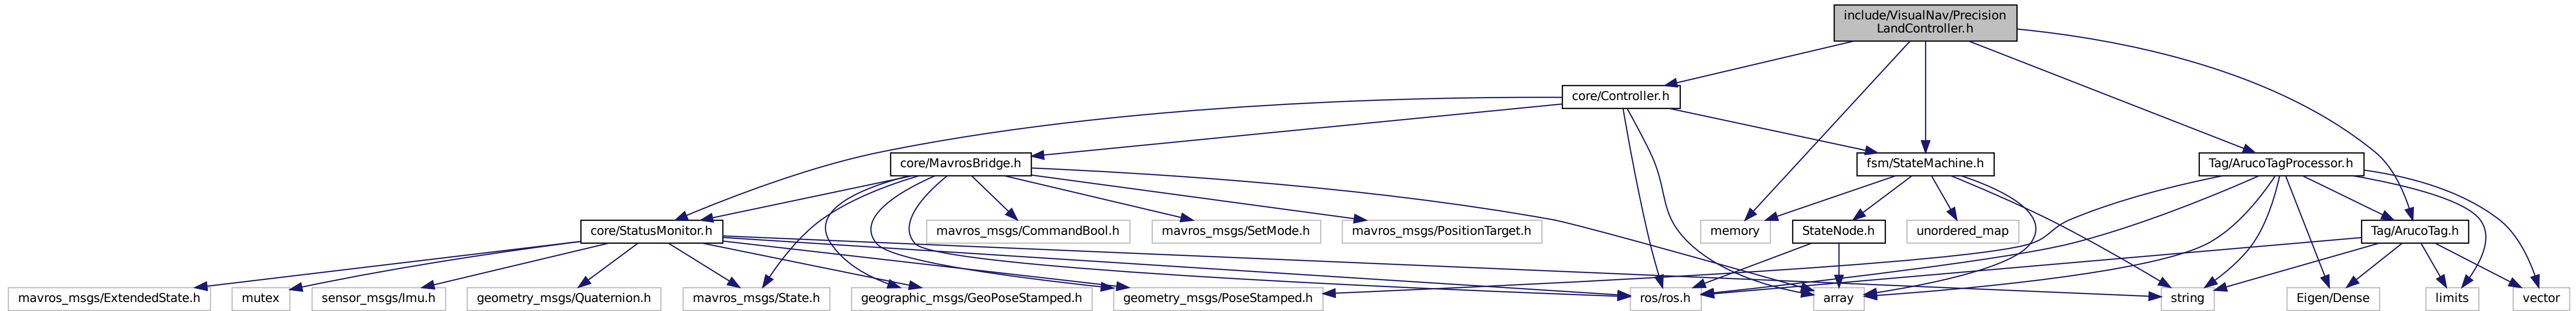 include/VisualNav/Precision
LandController.h
core/Controller.h
core/MavrosBridge.h
fsm/StateMachine.h
Tag/ArucoTagProcessor.h
core/StatusMonitor.h
mavros_msgs/CommandBool.h
mavros_msgs/SetMode.h
mavros_msgs/PositionTarget.h
memory
StateNode.h
unordered_map
Tag/ArucoTag.h
mavros_msgs/ExtendedState.h
mutex
sensor_msgs/Imu.h
geometry_msgs/Quaternion.h
mavros_msgs/State.h
geographic_msgs/GeoPoseStamped.h
geometry_msgs/PoseStamped.h
ros/ros.h
array
string
Eigen/Dense
limits
vector